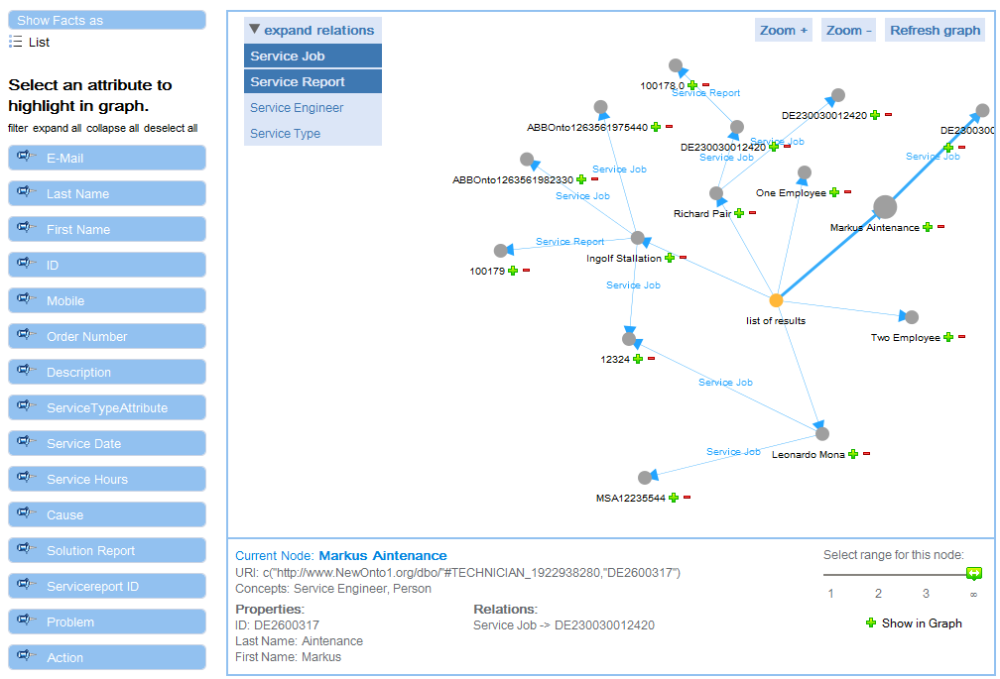 Show Facts as
List
Select an attribute to
highlight in graph.
filter expand all collapse all deselect all
E-Mail
Last Name
First Name
ID
Mobile
Order Number
Description
ServiceTypeAttribute
Service Date
Service Hours
Cause
Solution Report
Servicereport ID
Problem
Action
expand relations
Service Job
Service Report
Service Engineer
Service Type
Zoom +
Zoom -
Refresh graph
100178.0
Service Report
DE230030012420
ABBOnto1263561975440
DE2300300
DE230030012420
Service Job
Service Job
Service Job
Service Job
ABBOnto1263561982330
Service Job
One Employee
Richard Pair
Markus Aintenance
Service Report
Ingolf Stallation
100179
Service Job
list of results
Two Employee
12324
Service Job
Service Job
Leonardo Mona
MSA12235544
Current Node: Markus Aintenance
URI: c("http://www.NewOnto1.org/dbo/"#TECHNICIAN_1922938280,"DE2600317")
Concepts: Service Engineer, Person
Properties:
ID: DE2600317
Last Name: Aintenance
First Name: Markus
Relations:
Service Job -> DE230030012420
Select range for this node:
1 2 3 ∞
Show in Graph